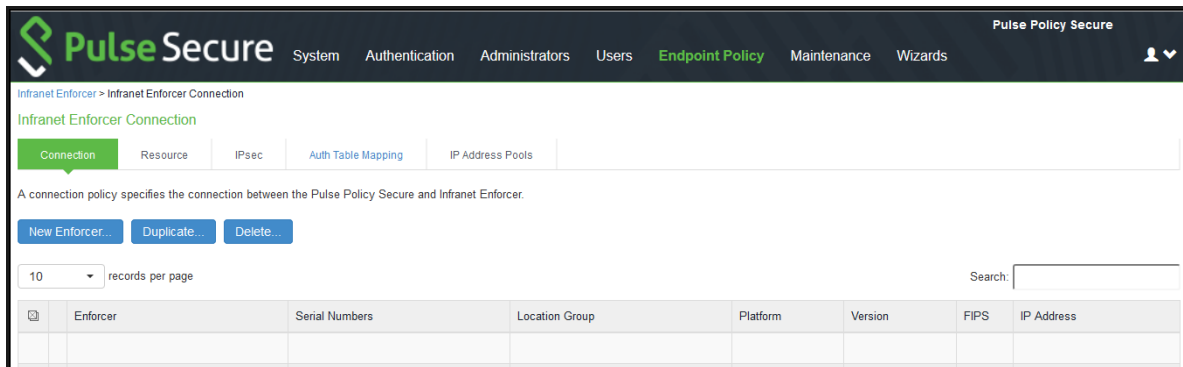 Pulse Policy Secure
Pulse Secure
System Authentication Administrators Users Endpoint Policy Maintenance Wizards
Infranet Enforcer > Infranet Enforcer Connection
Infranet Enforcer Connection
Connection Resource IPsec Auth Table Mapping IP Address Pools
A connection policy specifies the connection between the Pulse Policy Secure and Infranet Enforcer.
New Enforcer... Duplicate... Delete...
10 records per page Search:
Enforcer Serial Numbers Location Group Platform Version FIPS IP Address